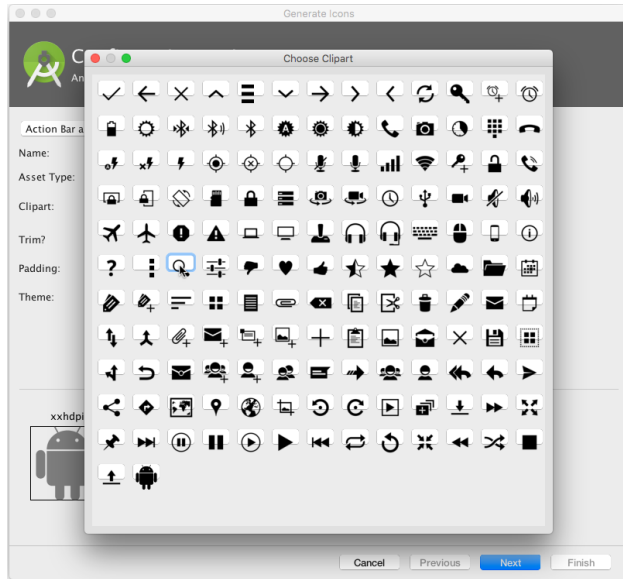 Generate Icons
Choose Clipart
Action Bar a
Name:
Asset Type:
Clipart:
Trim?
Padding:
Theme:
xxhdpi
Cancel
Previous
Next
Finish